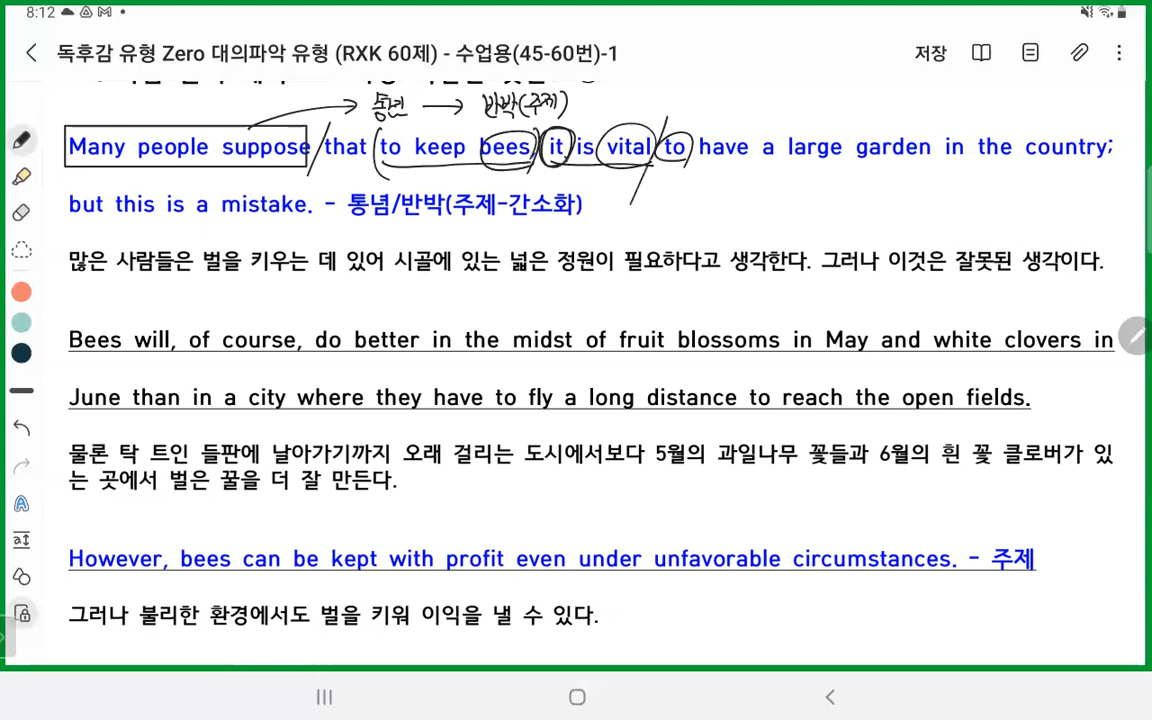 8:12
독후감 유형 Zero 대의파악 유형 (RXK 60제) - 수업용(45-60번)-1
저장
통념 → 반박(주제)
Many people suppose that to keep bees, it is vital to have a large garden in the country;
but this is a mistake. - 통념/반박(주제-간소화)
많은 사람들은 벌을 키우는 데 있어 시골에 있는 넓은 정원이 필요하다고 생각한다. 그러나 이것은 잘못된 생각이다.
Bees will, of course, do better in the midst of fruit blossoms in May and white clovers in
June than in a city where they have to fly a long distance to reach the open fields.
물론 탁 트인 들판에 날아가기까지 오래 걸리는 도시에서보다 5월의 과일나무 꽃들과 6월의 흰 꽃 클로버가 있
는 곳에서 벌은 꿀을 더 잘 만든다.
However, bees can be kept with profit even under unfavorable circumstances. - 주제
그러나 불리한 환경에서도 벌을 키워 이익을 낼 수 있다.